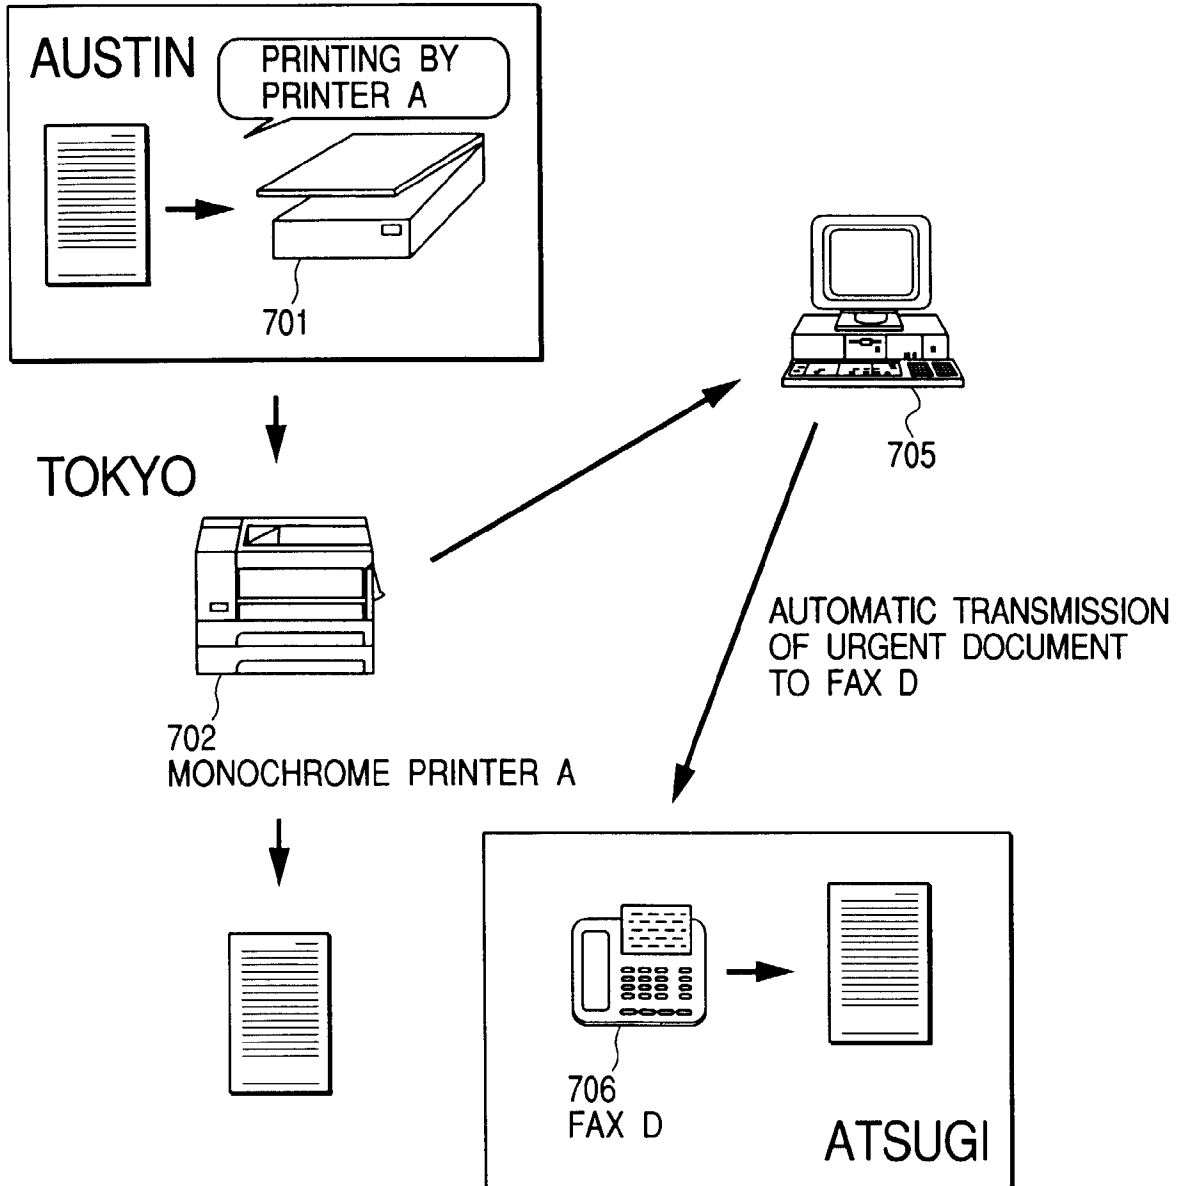 AUSTIN
PRINTING BY
PRINTER A
701
705
TOKYO
AUTOMATIC TRANSMISSION
OF URGENT DOCUMENT
TO FAX D
702
MONOCHROME PRINTER A
706
FAX D
ATSUGI